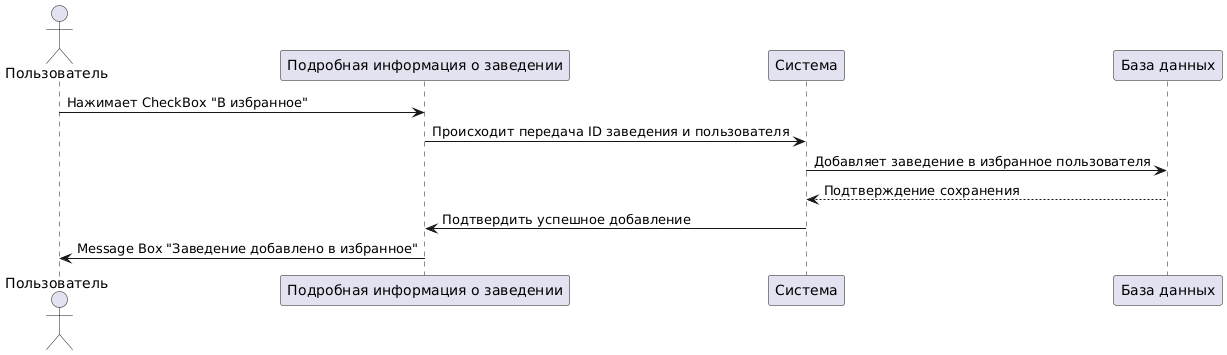 Пользователь
Подробная информация о заведении
Система
База данных
Нажимает CheckBox "В избранное"
Происходит передача ID заведения и пользователя
Добавляет заведение в избранное пользователя
Подтверждение сохранения
Подтвердить успешное добавление
Message Box "Заведение добавлено в избранное"
Пользователь
Подробная информация о заведении
Система
База данных